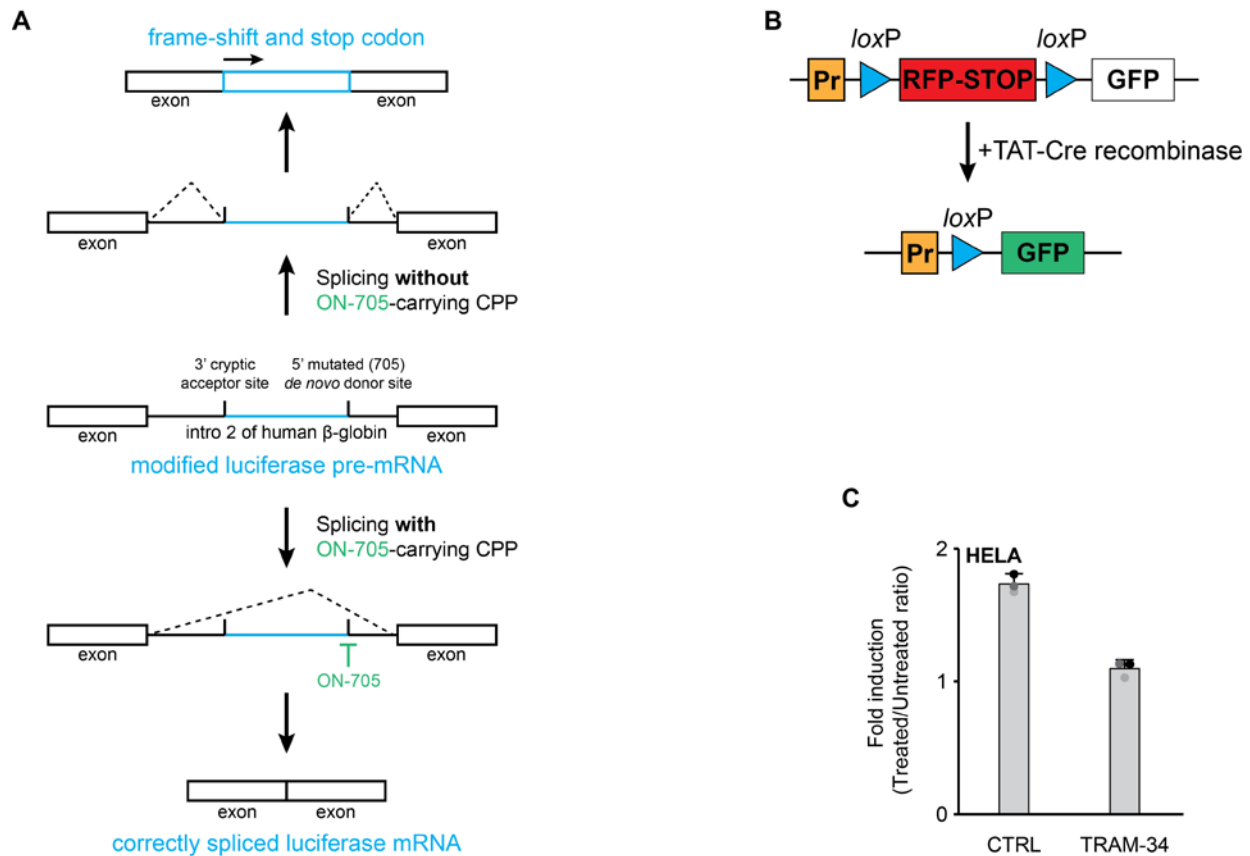 A
frame-shift and stop codon
exon
exon
exon
exon
Splicing without
ON-705-carrying CPP
3' cryptic
acceptor site
5' mutated (705)
de novo donor site
exon
intro 2 of human β-globin
exon
modified luciferase pre-mRNA
Splicing with
ON-705-carrying CPP
exon
exon
ON-705
exon
exon
correctly spliced luciferase mRNA
B
loxP
loxP
Pr
RFP-STOP
GFP
+TAT-Cre recombinase
loxP
Pr
GFP
C
Fold induction
(Treated/Untreated ratio)
2
1
0
HELA
CTRL
TRAM-34